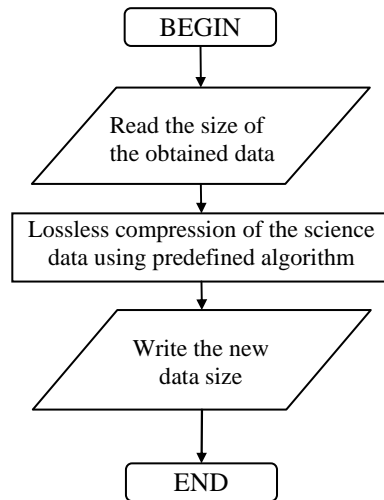 BEGIN
Read the size of
the obtained data
Lossless compression of the science
data using predefined algorithm
Write the new
data size
END